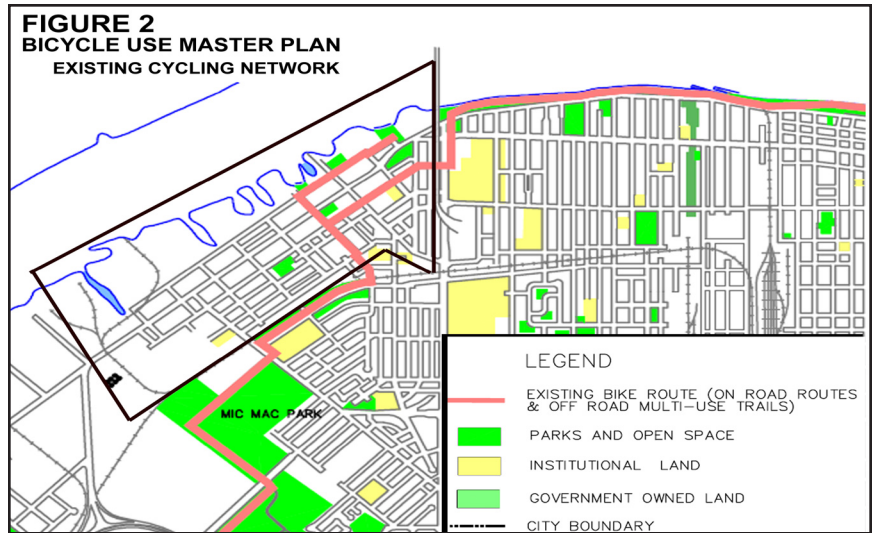 FIGURE 2
BICYCLE USE MASTER PLAN
EXISTING CYCLING NETWORK
MIC MAC PARK
LEGEND
EXISTING BIKE ROUTE (ON ROAD ROUTES
& OFF ROAD MULTI-USE TRAILS)
PARKS AND OPEN SPACE
INSTITUTIONAL LAND
GOVERNMENT OWNED LAND
CITY BOUNDARY